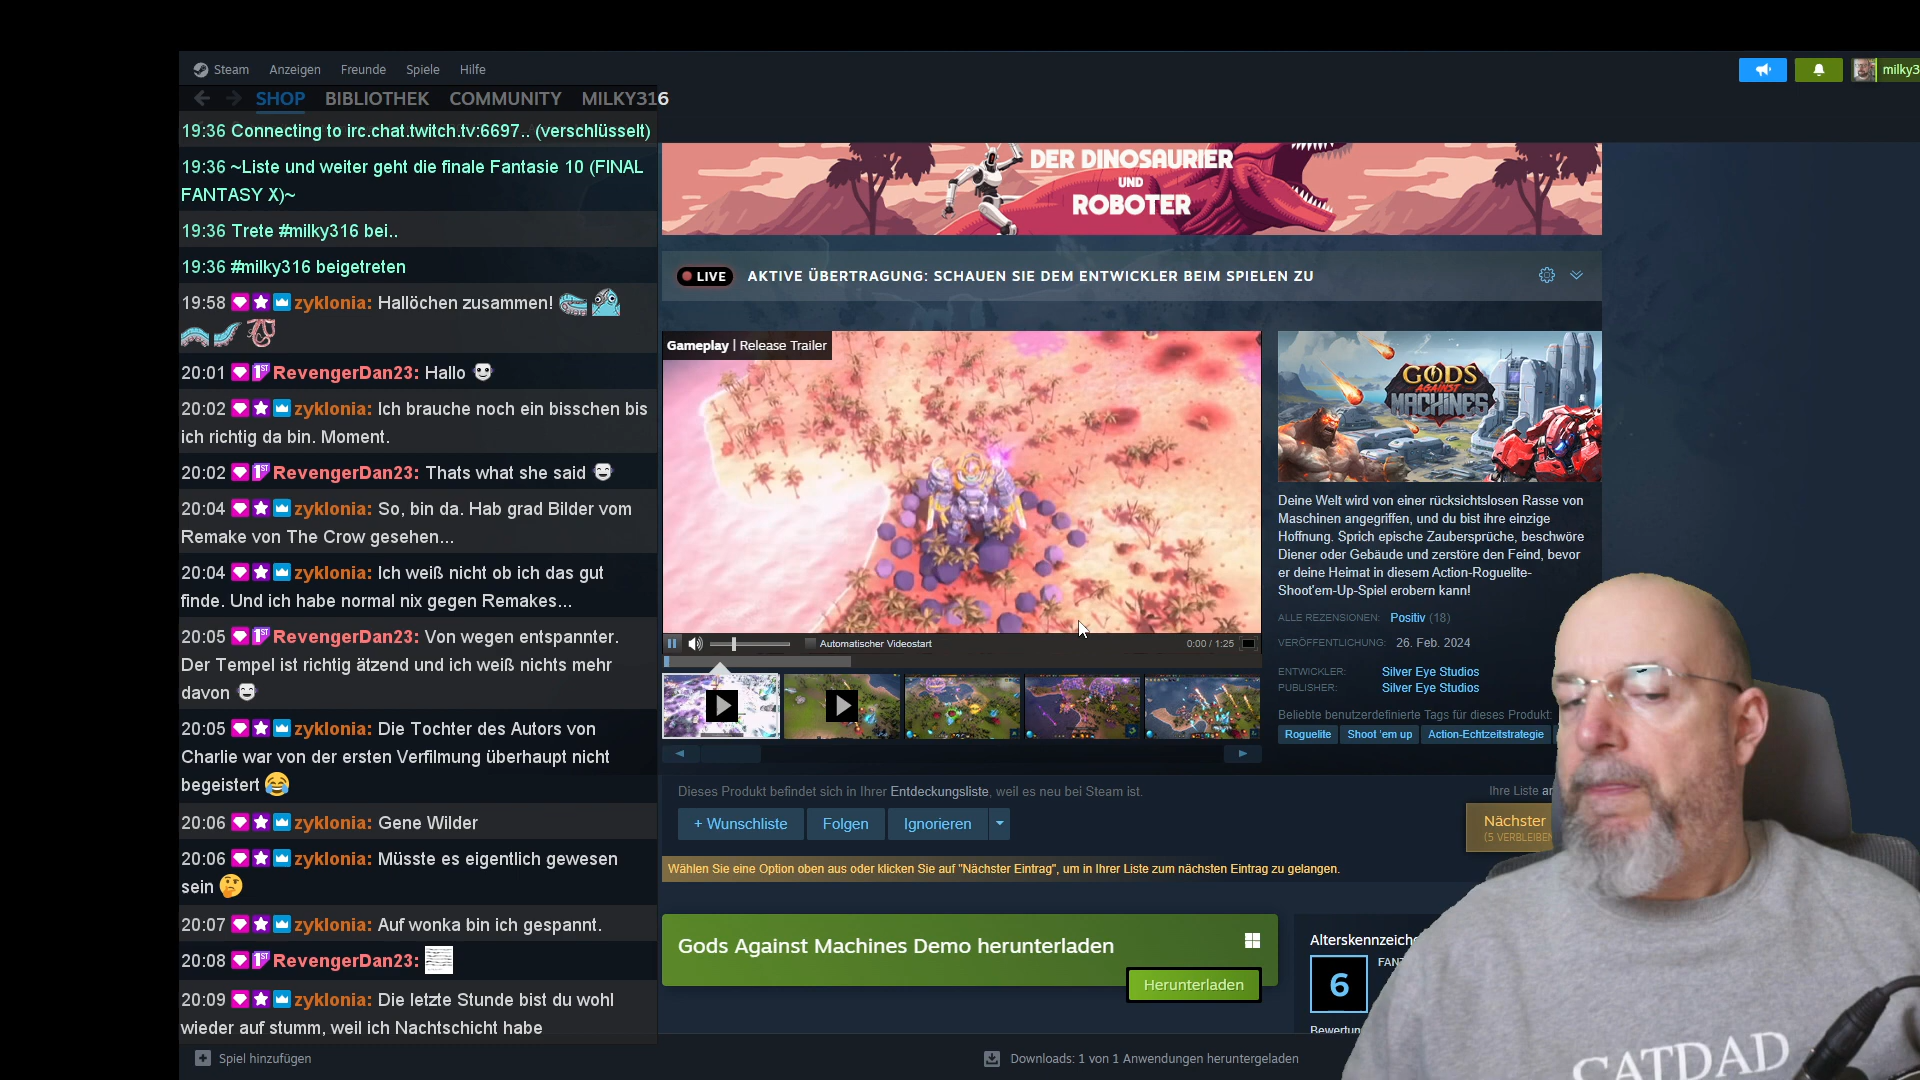 Steam Anzeigen Freunde Spiele Hilfe
milky3
SHOP BIBLIOTHEK COMMUNITY MILKY316
19:36 Connecting to irc.chat.twitch.tv:6697.. (verschlüsselt)
19:36 ~Liste und weiter geht die finale Fantasie 10 (FINAL
FANTASY X)~
19:36 Trete #milky316 bei..
19:36 #milky316 beigetreten
19:58 zyklonia: Hallöchen zusammen!
20:01 1ST RevengerDan23: Hallo
20:02 zyklonia: Ich brauche noch ein bisschen bis
ich richtig da bin. Moment.
20:02 1ST RevengerDan23: Thats what she said
20:04 zyklonia: So, bin da. Hab grad Bilder vom
Remake von The Crow gesehen...
20:04 zyklonia: Ich weiß nicht ob ich das gut
finde. Und ich habe normal nix gegen Remakes...
20:05 1ST RevengerDan23: Von wegen entspannter.
Der Tempel ist richtig ätzend und ich weiß nichts mehr
davon
20:05 zyklonia: Die Tochter des Autors von
Charlie war von der ersten Verfilmung überhaupt nicht
begeistert
20:06 zyklonia: Gene Wilder
20:06 zyklonia: Müsste es eigentlich gewesen
sein
20:07 zyklonia: Auf wonka bin ich gespannt.
20:08 1ST RevengerDan23:
20:09 zyklonia: Die letzte Stunde bist du wohl
wieder auf stumm, weil ich Nachtschicht habe
DER DINOSAURIER
UND
ROBOTER
LIVE AKTIVE ÜBERTRAGUNG: SCHAUEN SIE DEM ENTWICKLER BEIM SPIELEN ZU
Gameplay | Release Trailer
Automatischer Videostart 0:00 / 1:25
GODS
AGAINST
MACHINES
Deine Welt wird von einer rücksichtslosen Rasse von
Maschinen angegriffen, und du bist ihre einzige
Hoffnung. Sprich epische Zaubersprüche, beschwöre
Diener oder Gebäude und zerstöre den Feind, bevor
er deine Heimat in diesem Action-Roguelite-
Shoot'em-Up-Spiel erobern kann!
ALLE REZENSIONEN: Positiv (18)
VERÖFFENTLICHUNG: 26. Feb. 2024
ENTWICKLER: Silver Eye Studios
PUBLISHER: Silver Eye Studios
Beliebte benutzerdefinierte Tags für dieses Produkt:
Roguelite Shoot 'em up Action-Echtzeitstrategie
Dieses Produkt befindet sich in Ihrer Entdeckungsliste, weil es neu bei Steam ist.
Ihre Liste
+ Wunschliste Folgen Ignorieren
Nächster
(5 VERBLEIBEN
Wählen Sie eine Option oben aus oder klicken Sie auf "Nächster Eintrag", um in Ihrer Liste zum nächsten Eintrag zu gelangen.
Gods Against Machines Demo herunterladen
Herunterladen
Alterskennzeiche
6
FAN
Bewertun
CATDAD
Spiel hinzufügen
Downloads: 1 von 1 Anwendungen heruntergeladen